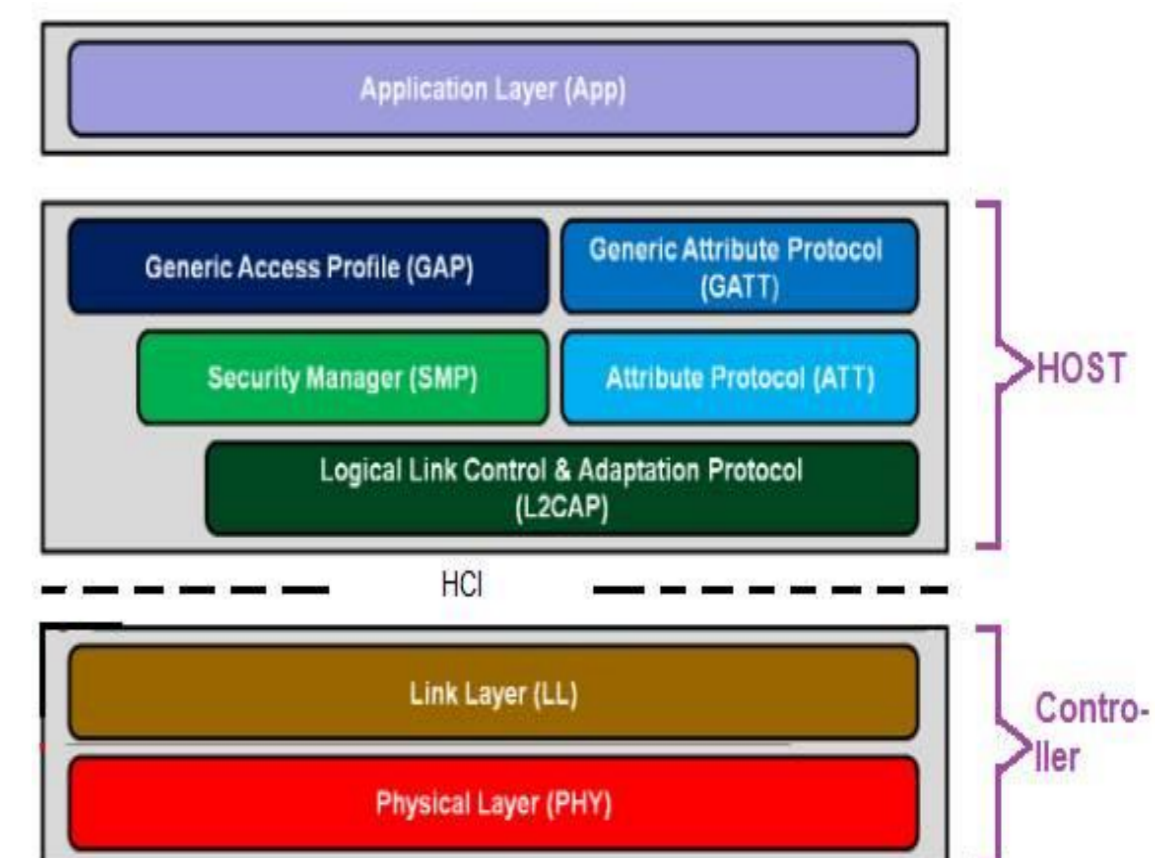 Application Layer (App)
Generic Access Profile (GAP)
Generic Attribute Protocol
(GATT)
Security Manager (SMP)
Attribute Protocol (ATT)
HOST
Logical Link Control & Adaptation Protocol
(L2CAP)
HCI
Link Layer (LL)
Contro-
ller
Physical Layer (PHY)